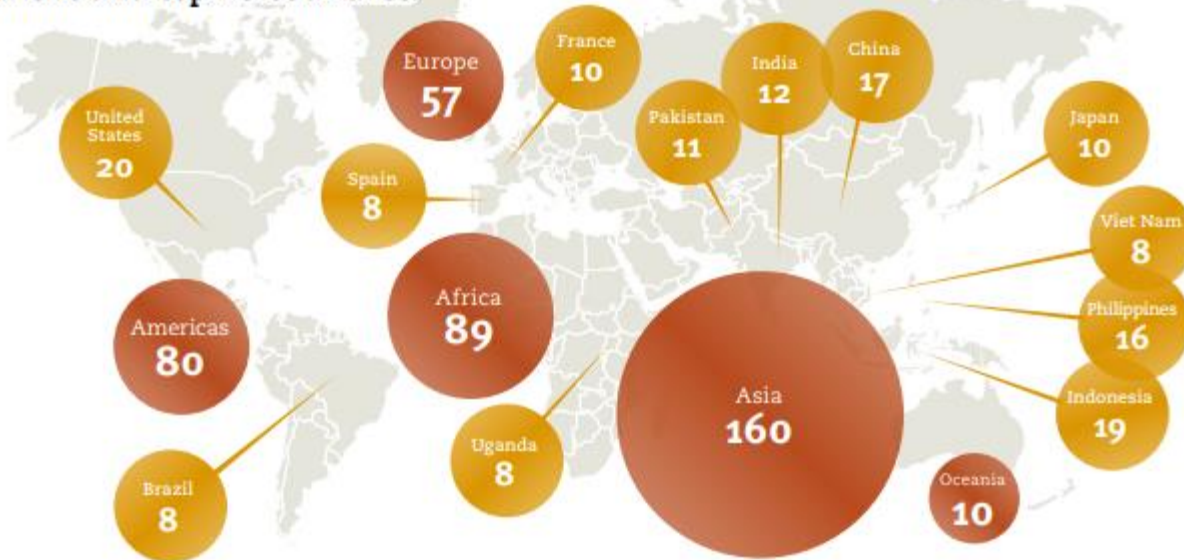 Europe
57
France
10
India
12
China
17
United
States
20
Pakistan
11
Japan
10
Spain
8
Viet Nam
8
Africa
89
Americas
80
Philippines
16
Asia
160
Indonesia
19
Uganda
8
Brazil
8
Oceania
10